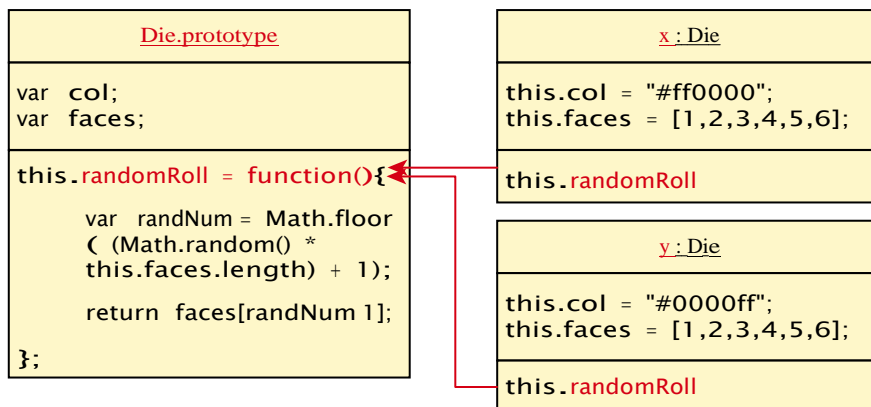 Die.prototype
var col;
var faces;
this.randomRoll = function(){
var randNum = Math.floor
( (Math.random() *
this.faces.length) + 1);
return faces[randNum 1];
};
x : Die
this.col = "#ff0000";
this.faces = [1,2,3,4,5,6];
this.randomRoll
y : Die
this.col = "#0000ff";
this.faces = [1,2,3,4,5,6];
this.randomRoll